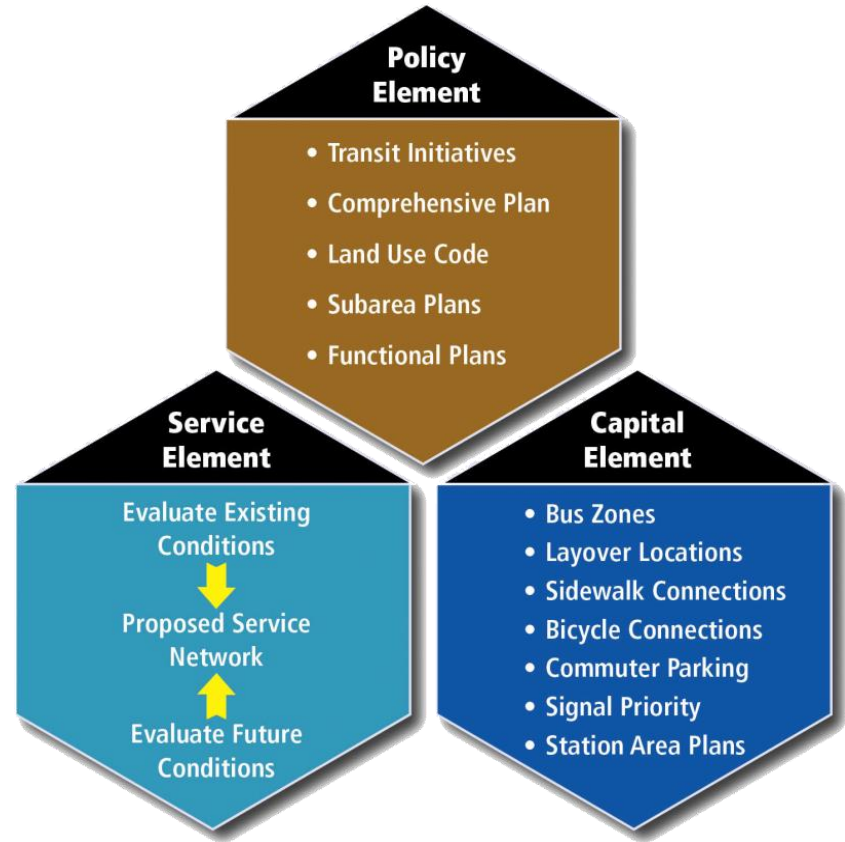 Policy
Element
• Transit Initiatives
• Comprehensive Plan
• Land Use Code
• Subarea Plans
• Functional Plans
Service
Element
Evaluate Existing
Conditions
Proposed Service
Network
Evaluate Future
Conditions
Capital
Element
• Bus Zones
• Layover Locations
• Sidewalk Connections
• Bicycle Connections
• Commuter Parking
• Signal Priority
• Station Area Plans